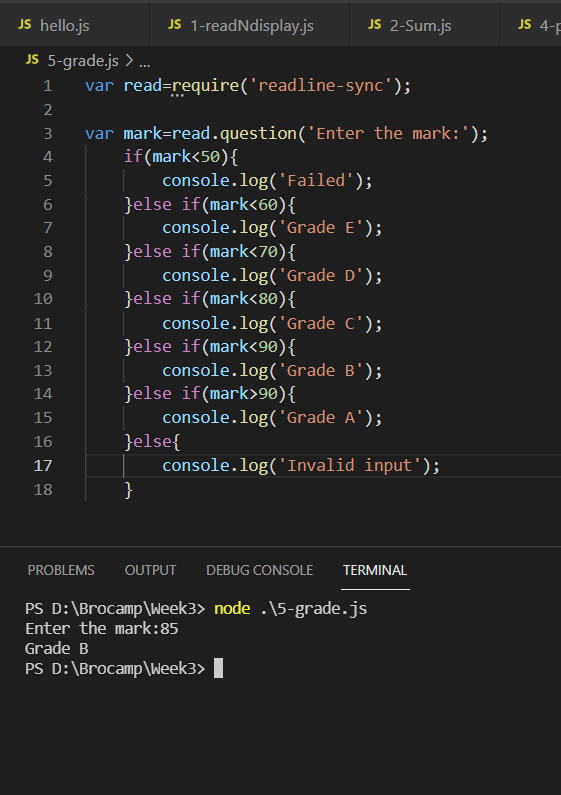 JS hello.js JS 1-readNdisplay.js JS 2-Sum.js JS 4-p
JS 5-grade.js > ...
1 var read=require('readline-sync');
2
3 var mark=read.question('Enter the mark:');
4 if(mark<50){
5 console.log('Failed');
6 }else if(mark<60){
7 console.log('Grade E');
8 }else if(mark<70){
9 console.log('Grade D');
10 }else if(mark<80){
11 console.log('Grade C');
12 }else if(mark<90){
13 console.log('Grade B');
14 }else if(mark>90){
15 console.log('Grade A');
16 }else{
17 console.log('Invalid input');
18 }
PROBLEMS OUTPUT DEBUG CONSOLE TERMINAL
PS D:\Brocamp\Week3> node .\5-grade.js
Enter the mark:85
Grade B
PS D:\Brocamp\Week3>